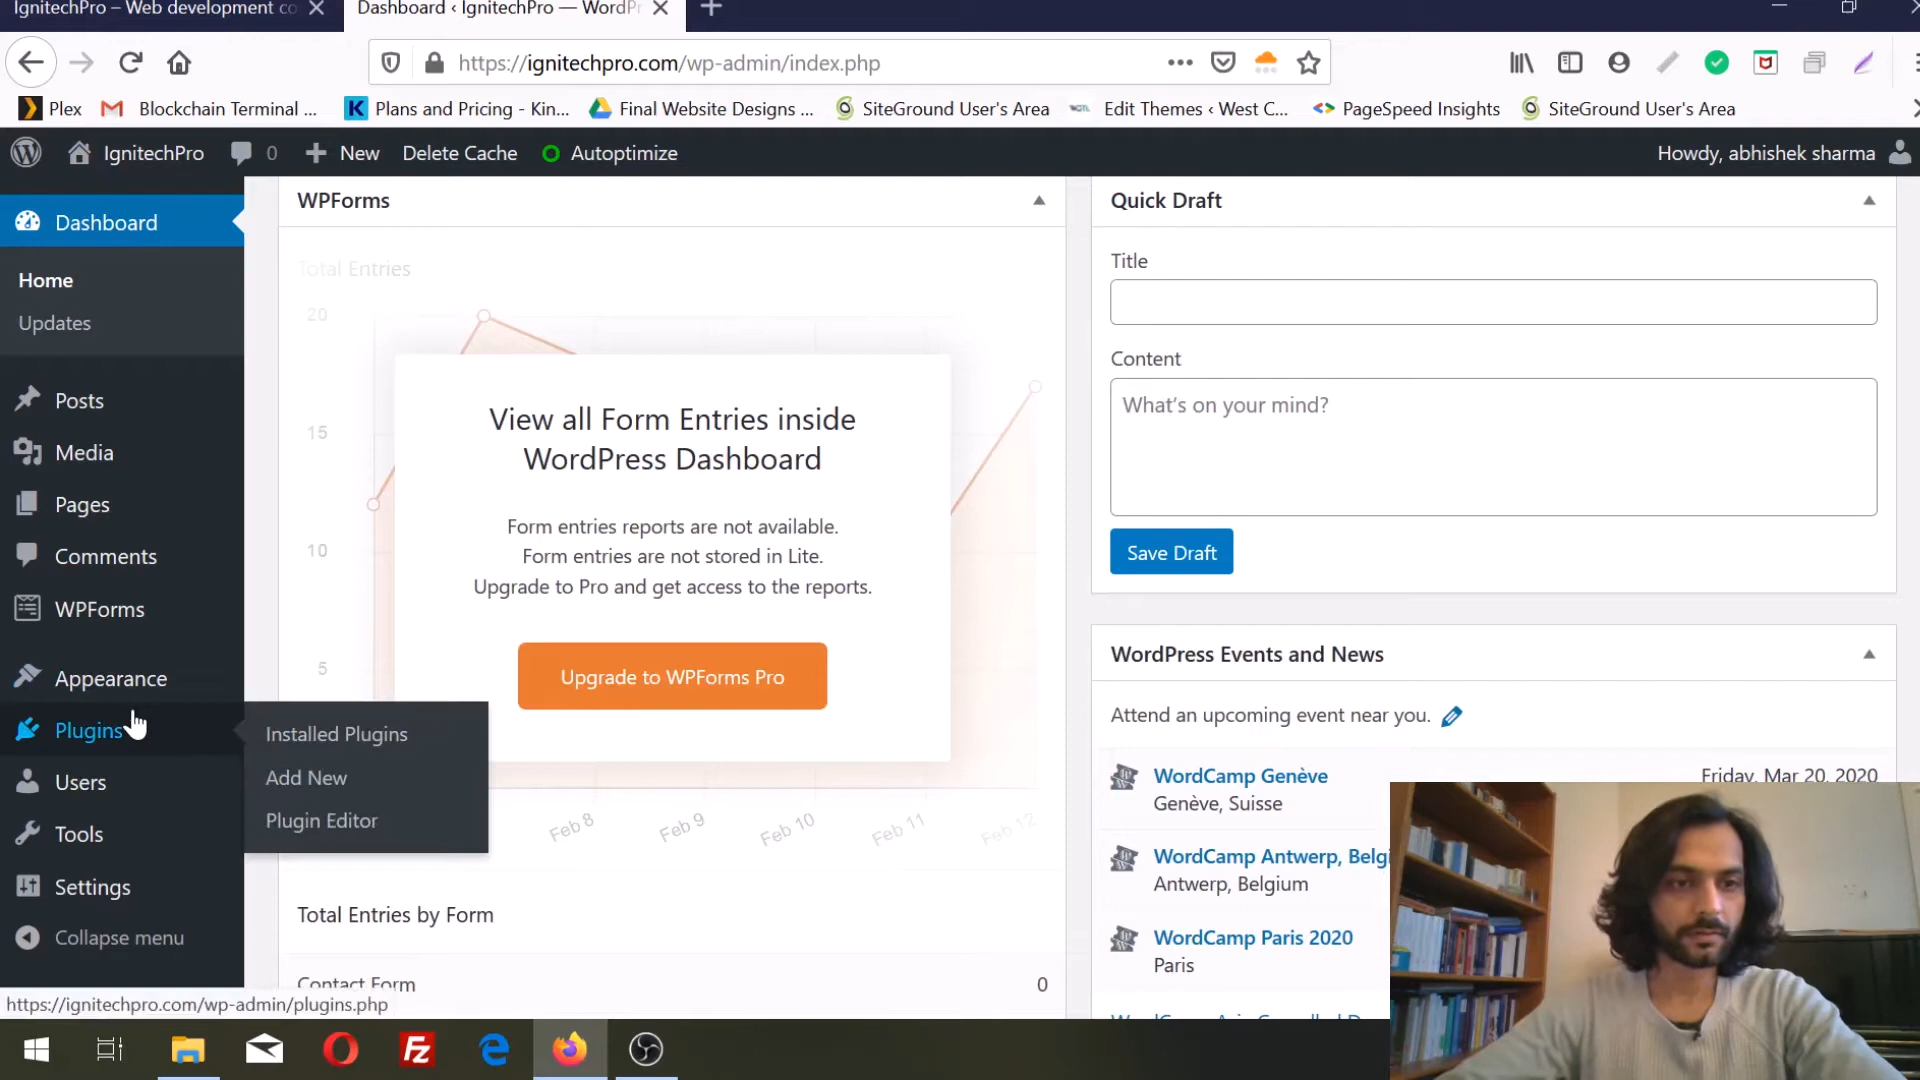 IgnitechPro – Web development co
Dashboard ‹ IgnitechPro — WordPr
https://ignitechpro.com/wp-admin/index.php
Plex
Blockchain Terminal ...
Plans and Pricing - Kin...
Final Website Designs ...
SiteGround User's Area
Edit Themes ‹ West C...
PageSpeed Insights
SiteGround User's Area
IgnitechPro
0
New
Delete Cache
Autoptimize
Howdy, abhishek sharma
Dashboard
Home
Updates
Posts
Media
Pages
Comments
WPForms
Appearance
Plugins
Users
Tools
Settings
Collapse menu
Installed Plugins
Add New
Plugin Editor
WPForms
Total Entries
20
15
10
5
View all Form Entries inside
WordPress Dashboard
Form entries reports are not available.
Form entries are not stored in Lite.
Upgrade to Pro and get access to the reports.
Upgrade to WPForms Pro
Feb 8
Feb 9
Feb 10
Feb 11
Feb 12
Total Entries by Form
Contact Form
0
Quick Draft
Title
Content
What's on your mind?
Save Draft
WordPress Events and News
Attend an upcoming event near you.
WordCamp Genève
Friday, Mar 20, 2020
Genève, Suisse
WordCamp Antwerp, Belgi
Antwerp, Belgium
WordCamp Paris 2020
Paris
https://ignitechpro.com/wp-admin/plugins.php